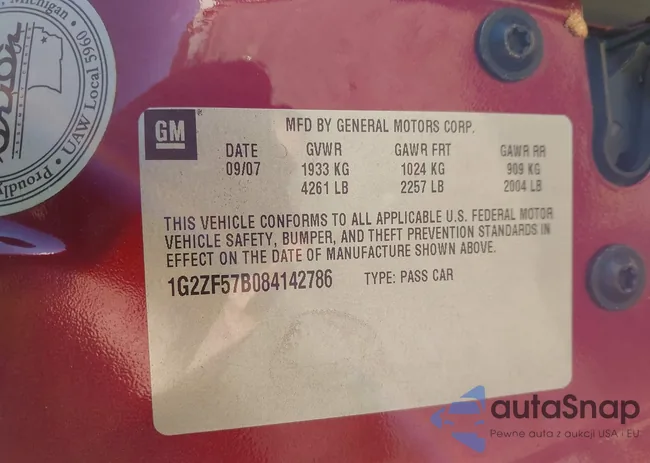 Michigan
Proudly
UAW Local 5960
GM
MFD BY GENERAL MOTORS CORP.
DATE GVWR GAWR FRT GAWR RR
09/07 1933 KG 1024 KG 909 KG
4261 LB 2257 LB 2004 LB
THIS VEHICLE CONFORMS TO ALL APPLICABLE U.S. FEDERAL MOTOR
VEHICLE SAFETY, BUMPER, AND THEFT PREVENTION STANDARDS IN
EFFECT ON THE DATE OF MANUFACTURE SHOWN ABOVE.
1G2ZF57B084142786 TYPE: PASS CAR
autaSnap
Pewne auta z aukcji USA - EU